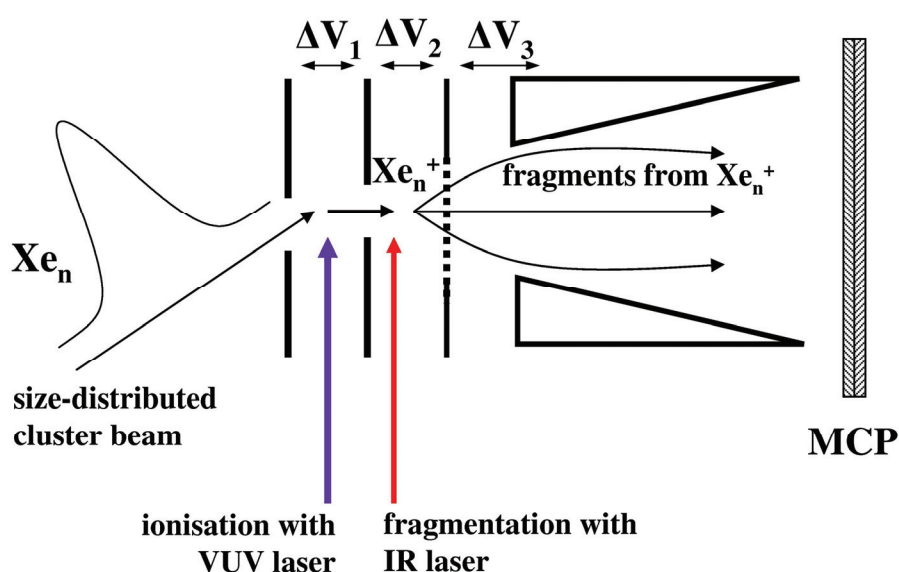 ΔV₁
ΔV₂
ΔV₃
Xeₙ⁺
fragments from Xeₙ⁺
Xeₙ
size-distributed
cluster beam
MCP
ionisation with
VUV laser
fragmentation with
IR laser